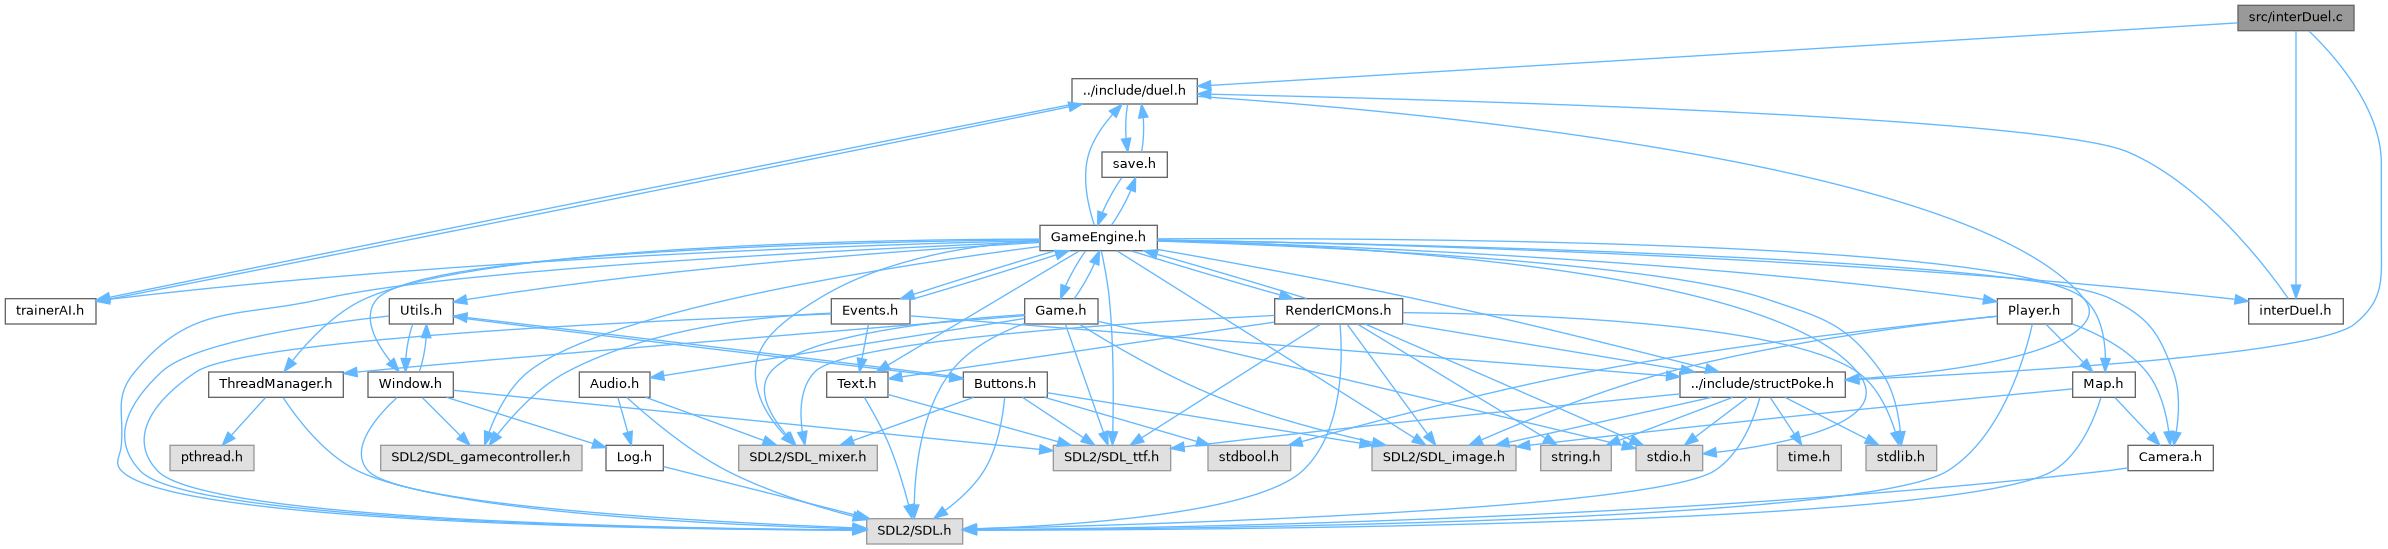 src/interDuel.c
../include/duel.h
save.h
GameEngine.h
trainerAI.h
Utils.h
Events.h
Game.h
RenderICMons.h
Player.h
interDuel.h
ThreadManager.h
Window.h
Audio.h
Text.h
Buttons.h
../include/structPoke.h
Map.h
pthread.h
SDL2/SDL_gamecontroller.h
Log.h
SDL2/SDL_mixer.h
SDL2/SDL_ttf.h
stdbool.h
SDL2/SDL_image.h
string.h
stdio.h
time.h
stdlib.h
Camera.h
SDL2/SDL.h